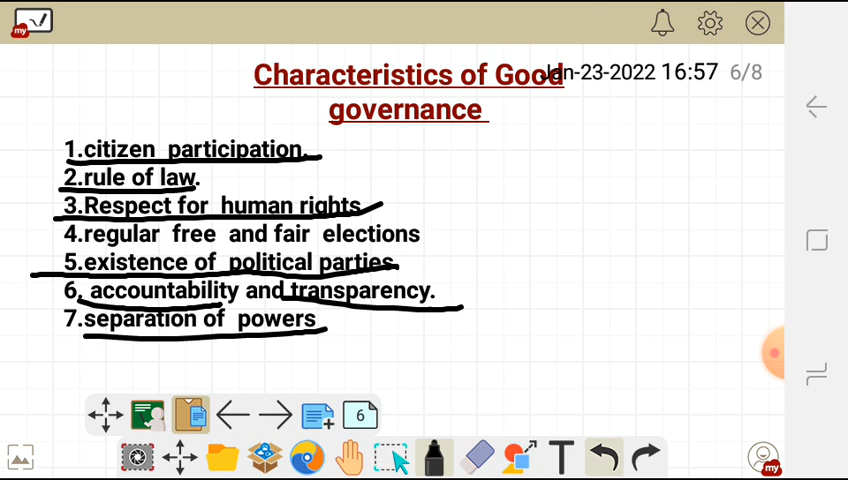 Characteristics of Good
Jan-23-2022 16:57 6/8
governance
1.citizen participation.
2.rule of law.
3.Respect for human rights
4.regular free and fair elections
5.existence of political parties
6. accountability and transparency.
7.separation of powers
6
my
my